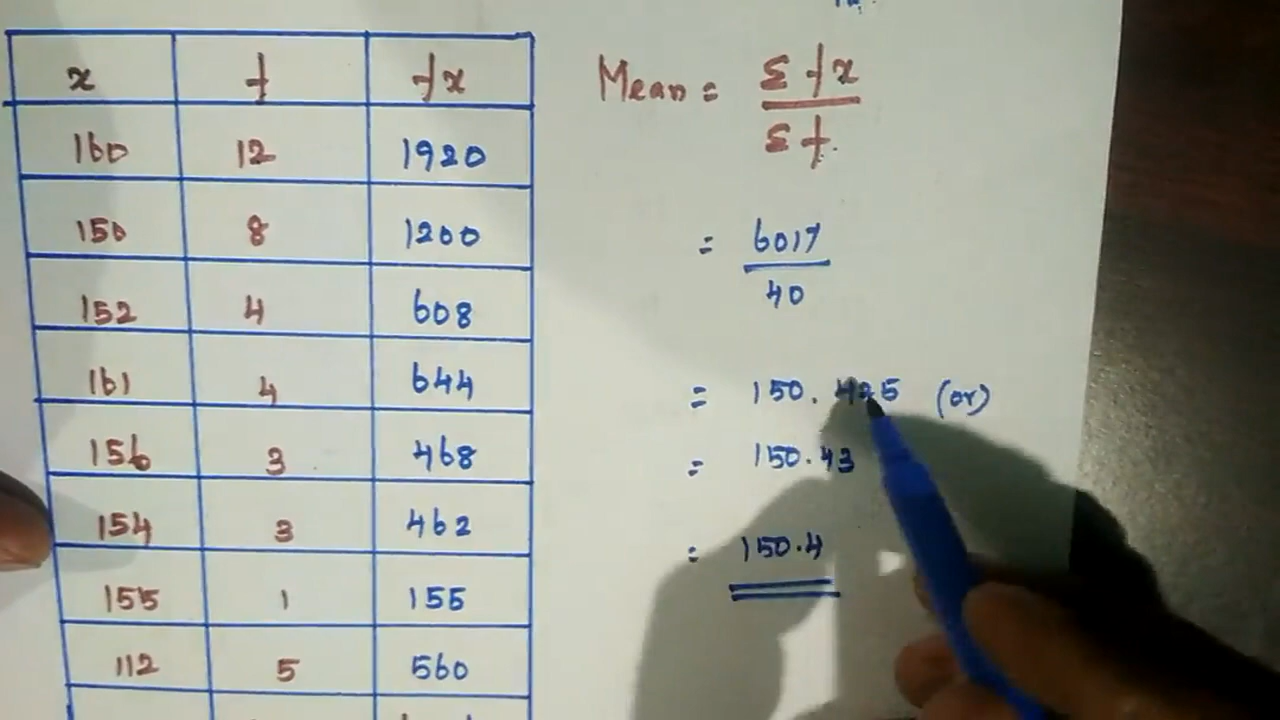 x f fx
160 12 1920
150 8 1200
152 4 608
161 4 644
156 3 468
154 3 462
155 1 155
112 5 560
Mean = Σfx
Σf.
= 6017
40
= 150.425 (or)
= 150.43
= 150.4